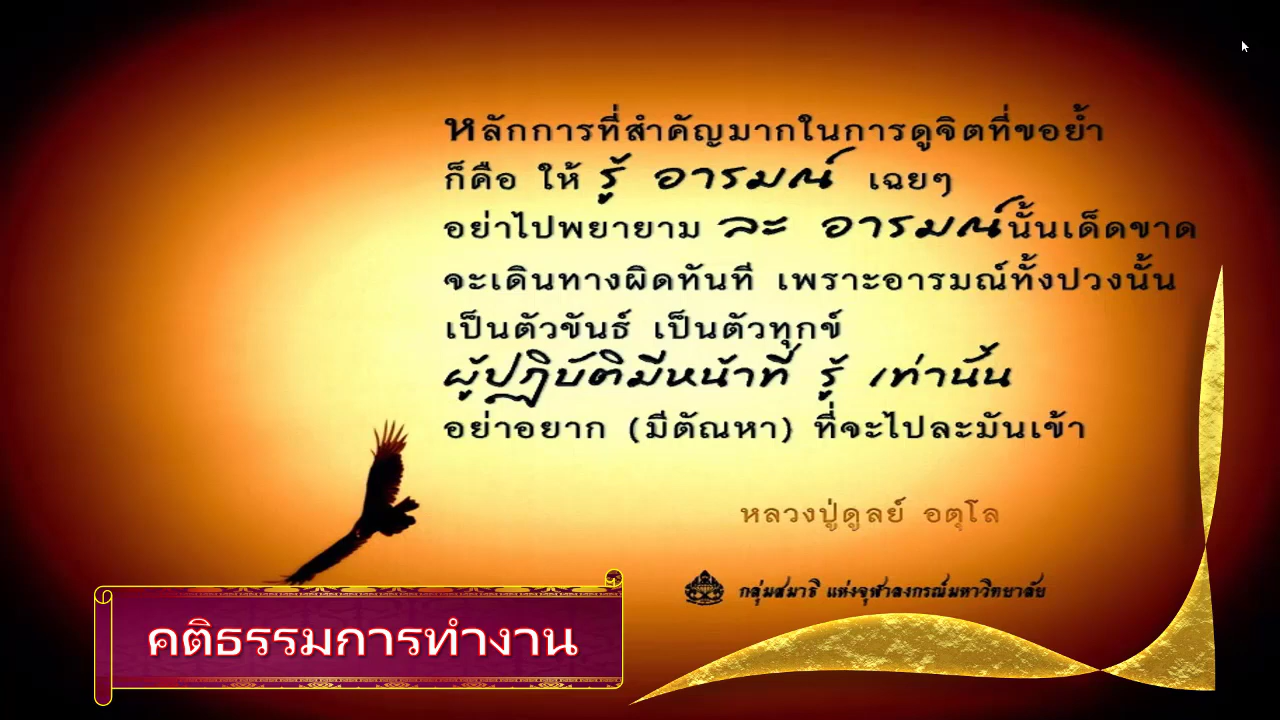 หลักการที่สำคัญมากในการดูจิตที่ขอย้ำ
ก็คือ ให้ รู้ อารมณ์ เฉยๆ
อย่าไปพยายาม ละ อารมณ์นั้นเด็ดขาด
จะเดินทางผิดทันที เพราะอารมณ์ทั้งปวงนั้น
เป็นตัวขันธ์ เป็นตัวทุกข์
ผู้ปฏิบัติมีหน้าที่ รู้ เท่านั้น
อย่าอยาก (มีตัณหา) ที่จะไปละมันเข้า
หลวงปู่ดูลย์ อตุโล
กลุ่มสมาธิ แห่งจุฬาลงกรณ์มหาวิทยาลัย
คติธรรมการทำงาน